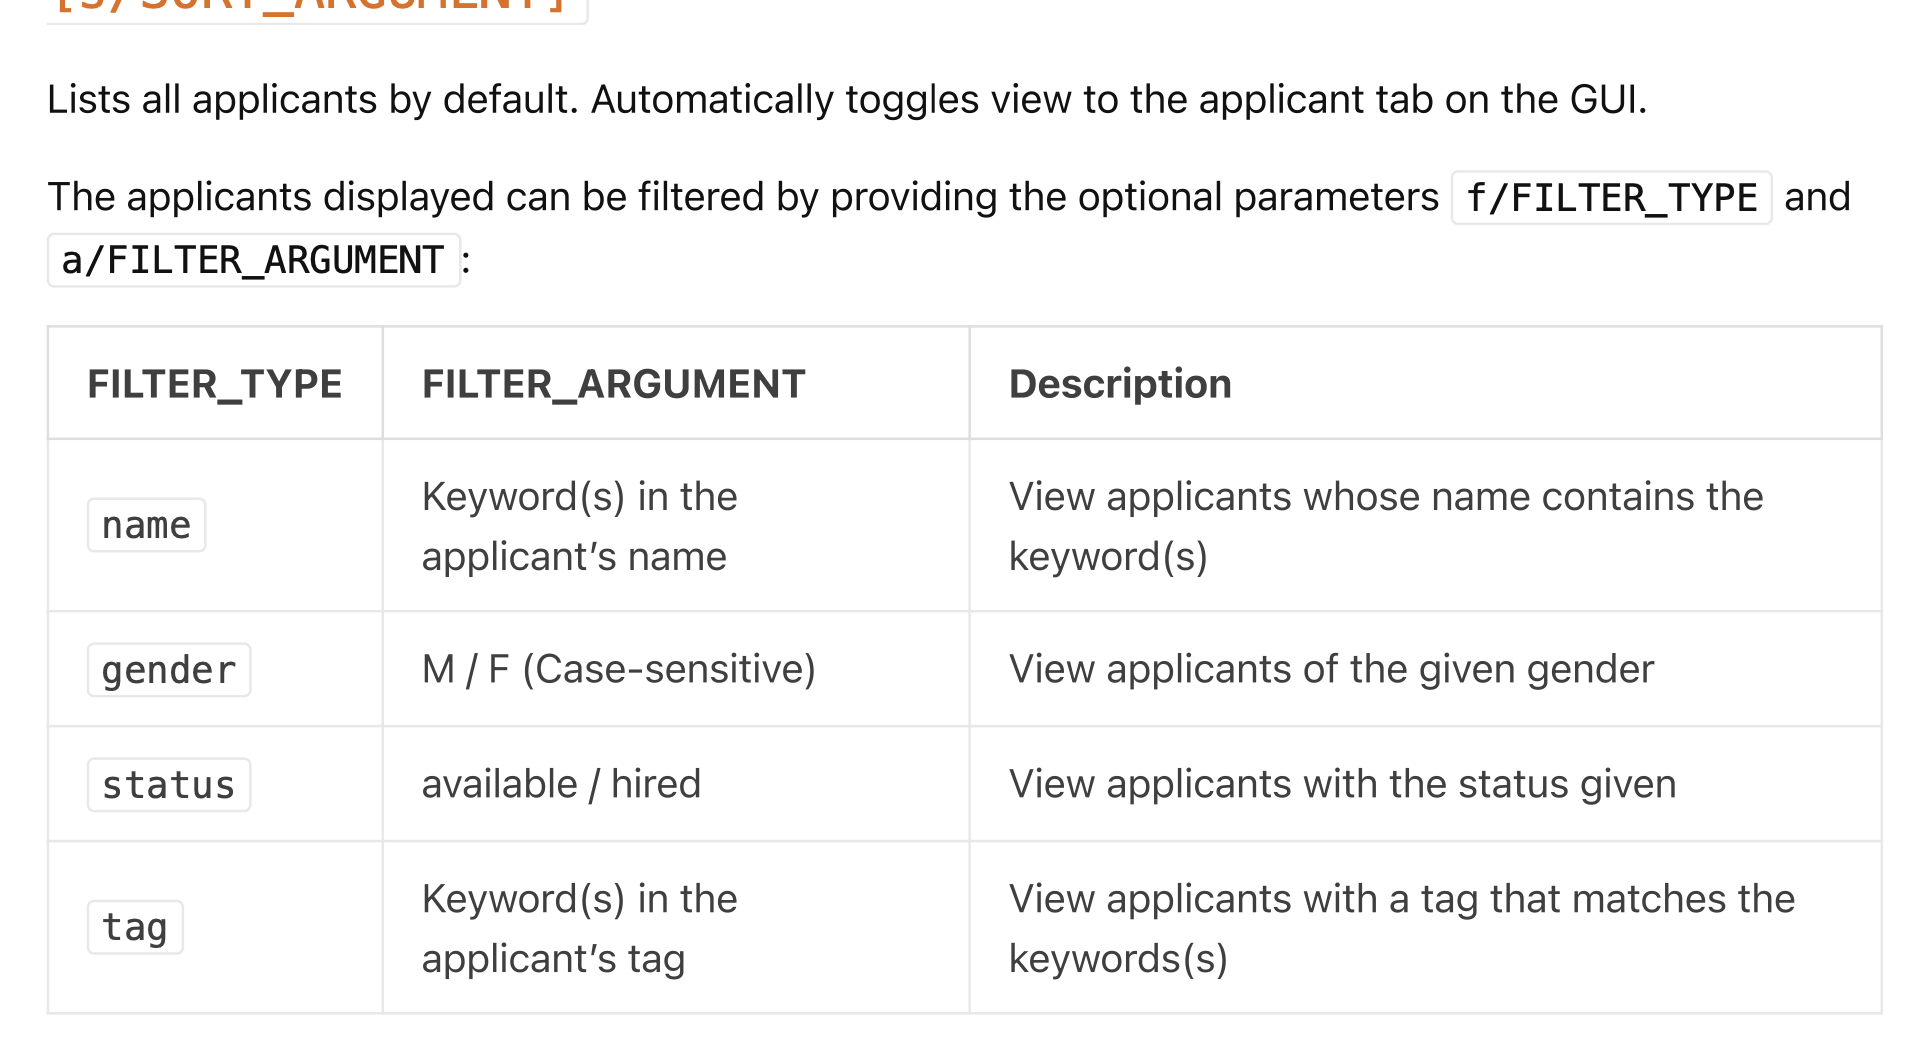 [s/SORT_ARGUMENT]
Lists all applicants by default. Automatically toggles view to the applicant tab on the GUI.
The applicants displayed can be filtered by providing the optional parameters f/FILTER_TYPE and
a/FILTER_ARGUMENT :
FILTER_TYPE FILTER_ARGUMENT Description
name
Keyword(s) in the
applicant’s name
View applicants whose name contains the
keyword(s)
gender M / F (Case-sensitive) View applicants of the given gender
status available / hired View applicants with the status given
tag
Keyword(s) in the
applicant’s tag
View applicants with a tag that matches the
keywords(s)